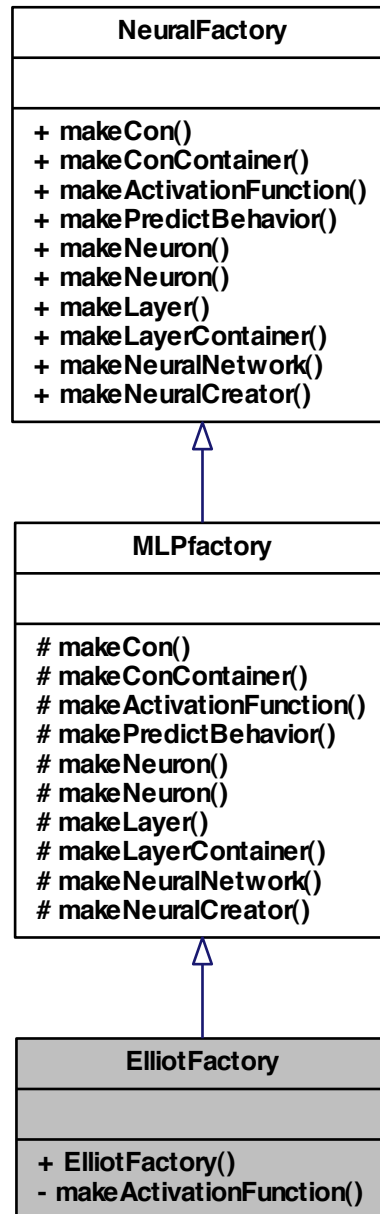 NeuralFactory
+ makeCon()
+ makeConContainer()
+ makeActivationFunction()
+ makePredictBehavior()
+ makeNeuron()
+ makeNeuron()
+ makeLayer()
+ makeLayerContainer()
+ makeNeuralNetwork()
+ makeNeuralCreator()
MLPfactory
# makeCon()
# makeConContainer()
# makeActivationFunction()
# makePredictBehavior()
# makeNeuron()
# makeNeuron()
# makeLayer()
# makeLayerContainer()
# makeNeuralNetwork()
# makeNeuralCreator()
ElliotFactory
+ ElliotFactory()
- makeActivationFunction()